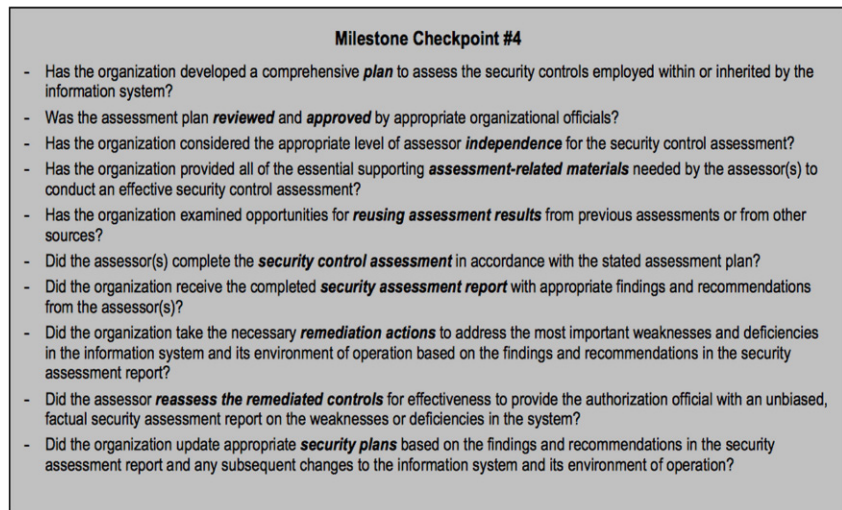 Milestone Checkpoint #4
- Has the organization developed a comprehensive plan to assess the security controls employed within or inherited by the
information system?
- Was the assessment plan reviewed and approved by appropriate organizational officials?
- Has the organization considered the appropriate level of assessor independence for the security control assessment?
- Has the organization provided all of the essential supporting assessment-related materials needed by the assessor(s) to
conduct an effective security control assessment?
- Has the organization examined opportunities for reusing assessment results from previous assessments or from other
sources?
- Did the assessor(s) complete the security control assessment in accordance with the stated assessment plan?
- Did the organization receive the completed security assessment report with appropriate findings and recommendations
from the assessor(s)?
- Did the organization take the necessary remediation actions to address the most important weaknesses and deficiencies
in the information system and its environment of operation based on the findings and recommendations in the security
assessment report?
- Did the assessor reassess the remediated controls for effectiveness to provide the authorization official with an unbiased,
factual security assessment report on the weaknesses or deficiencies in the system?
- Did the organization update appropriate security plans based on the findings and recommendations in the security
assessment report and any subsequent changes to the information system and its environment of operation?